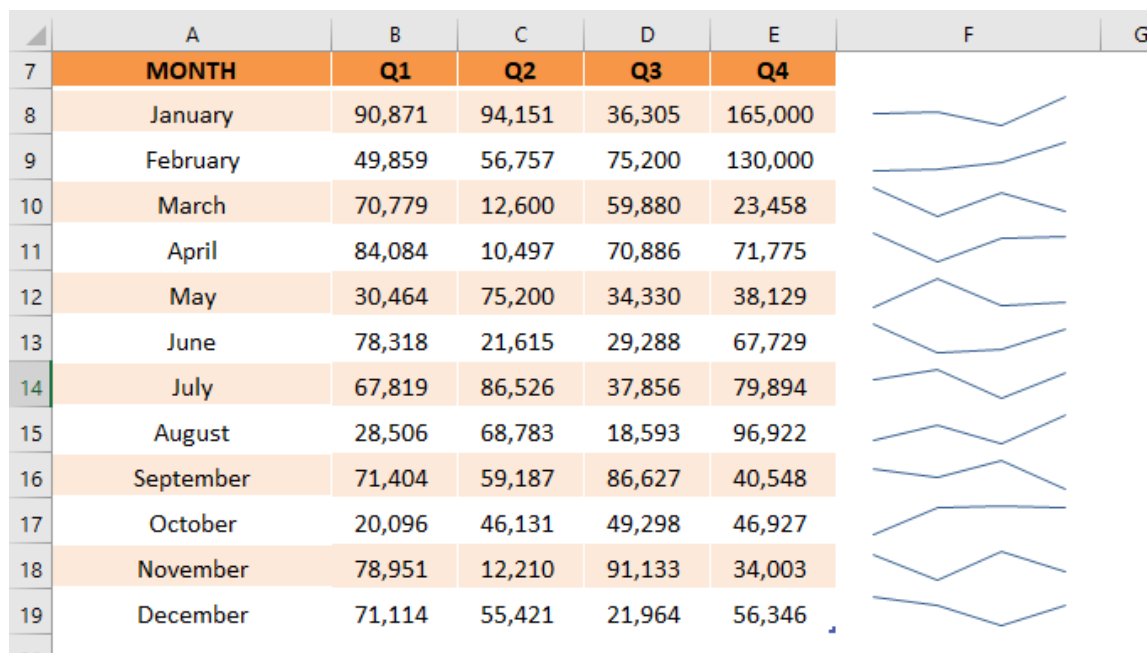 A B C D E F G
7 MONTH Q1 Q2 Q3 Q4
8 January 90,871 94,151 36,305 165,000
9 February 49,859 56,757 75,200 130,000
10 March 70,779 12,600 59,880 23,458
11 April 84,084 10,497 70,886 71,775
12 May 30,464 75,200 34,330 38,129
13 June 78,318 21,615 29,288 67,729
14 July 67,819 86,526 37,856 79,894
15 August 28,506 68,783 18,593 96,922
16 September 71,404 59,187 86,627 40,548
17 October 20,096 46,131 49,298 46,927
18 November 78,951 12,210 91,133 34,003
19 December 71,114 55,421 21,964 56,346